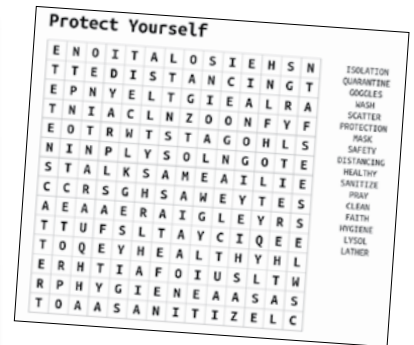 Protect Yourself
E N O I T A L O S I E H S N
T T E D I S T A N C I N G T
E P N Y E L T G I E A L R A
T N I A C L N Z O O N F Y F
E O T R W T S T A G O H L S
N I N P L Y S O L N G O T E
S T A L K S A M E A I L I E
C C R S G H S A W E Y T E S
A E A A E R A I G L E Y R S
T T U F S L T A Y C I Q E E
T O Q E Y H E A L T H Y H L
E R H T I A F O I U S L T W
R P H Y G I E N E A A S A S
T O A A S A N I T I Z E L C
ISOLATION
QUARANTINE
GOGGLES
WASH
SCATTER
PROTECTION
MASK
SAFETY
DISTANCING
HEALTHY
SANITIZE
PRAY
CLEAN
FAITH
HYGIENE
LYSOL
LATHER